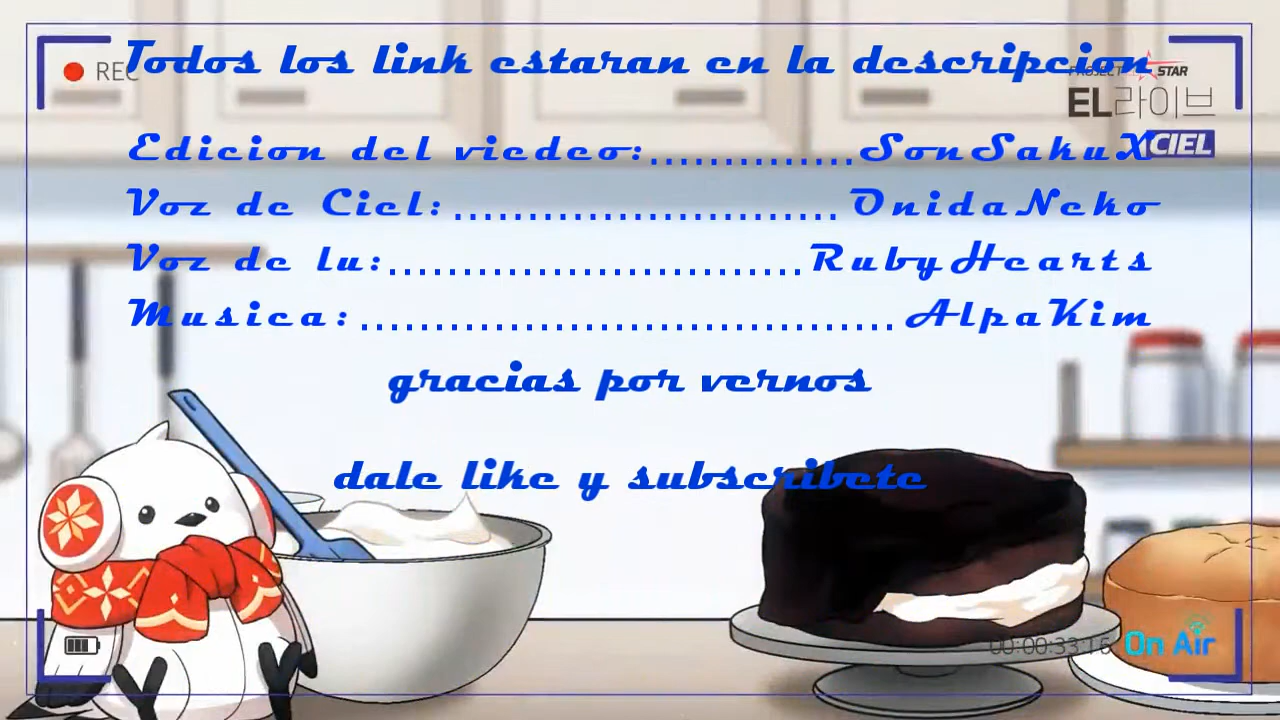 Todos los link estaran en la descripcion
REC
PROJECT STAR
EL라이브
CIEL
Edicion del viedeo:..............SonSakuX
Voz de Ciel:..........................OnidaNeko
Voz de lu:............................RubyHearts
Musica:....................................AlpaKim
gracias por vernos
dale like y subscribete
00:00:33:16
On Air